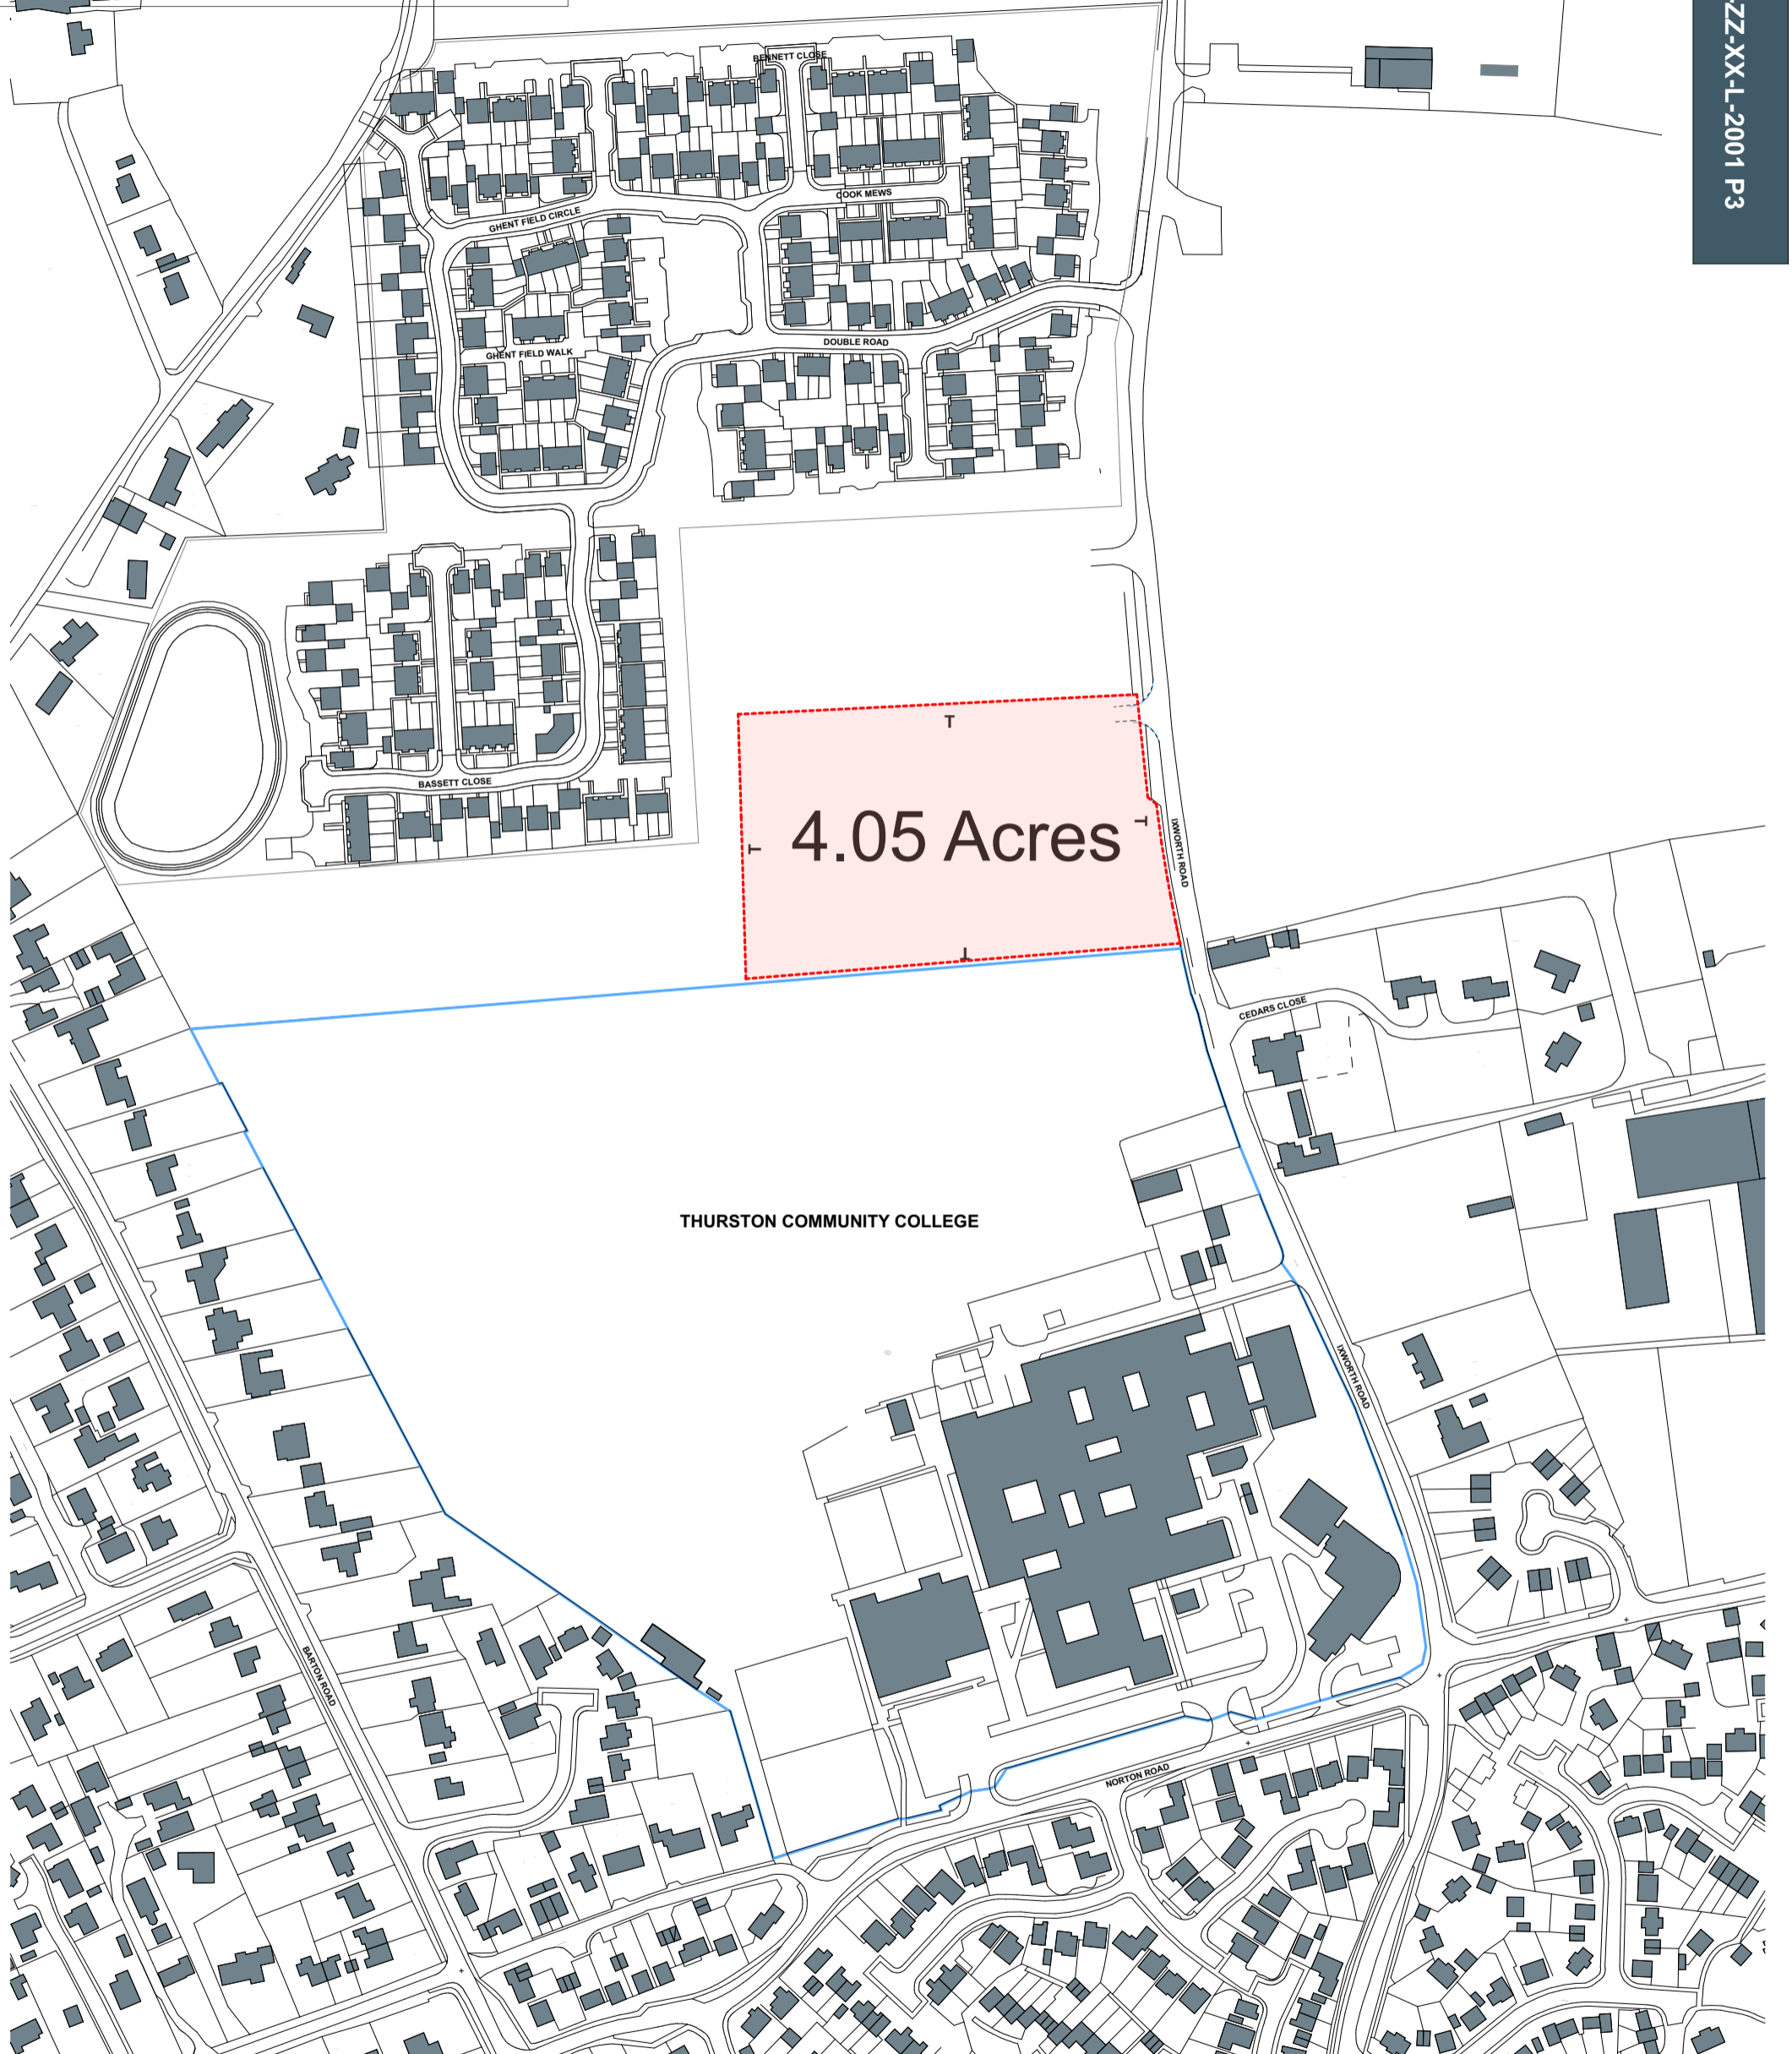 -ZZ-XX-L-2001 P3
BENNETT CLOSE
COOK MEWS
GHENT FIELD CIRCLE
DOUBLE ROAD
GHENT FIELD WALK
T
BASSETT CLOSE
4.05 Acres
T
T
IXWORTH ROAD
T
CEDARS CLOSE
THURSTON COMMUNITY COLLEGE
IXWORTH ROAD
BARTON ROAD
NORTON ROAD